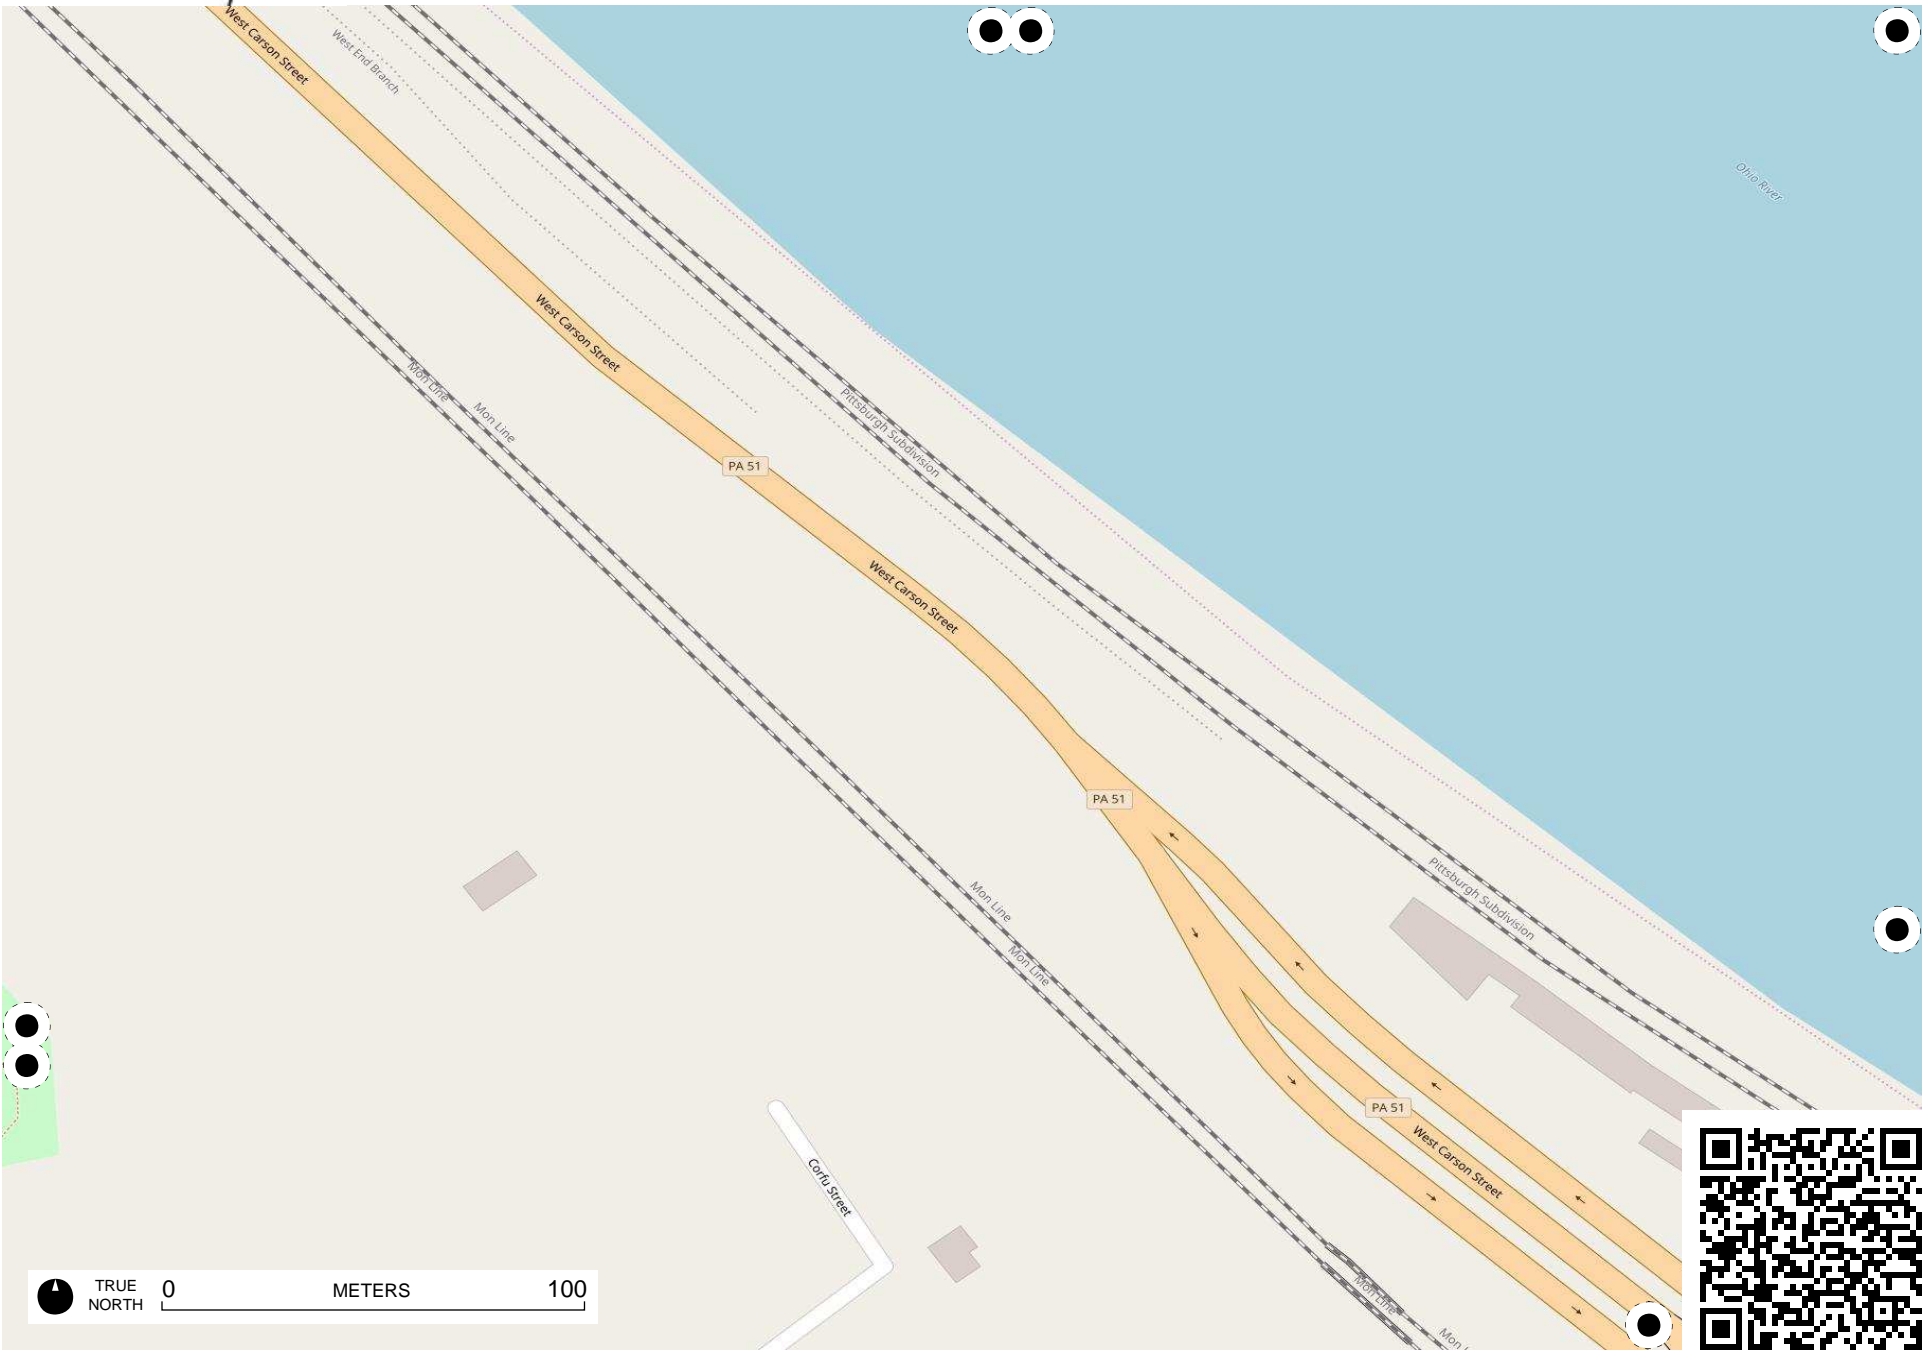 West Carson Street
West End Branch
Ohio River
West Carson Street
Mon Line
Mon Line
Pittsburgh Subdivision
PA 51
West Carson Street
PA 51
Pittsburgh Subdivision
Mon Line
Mon Line
PA 51
West Carson Street
Corfu Street
Mon Line
Mon
TRUE
NORTH
0 METERS 100